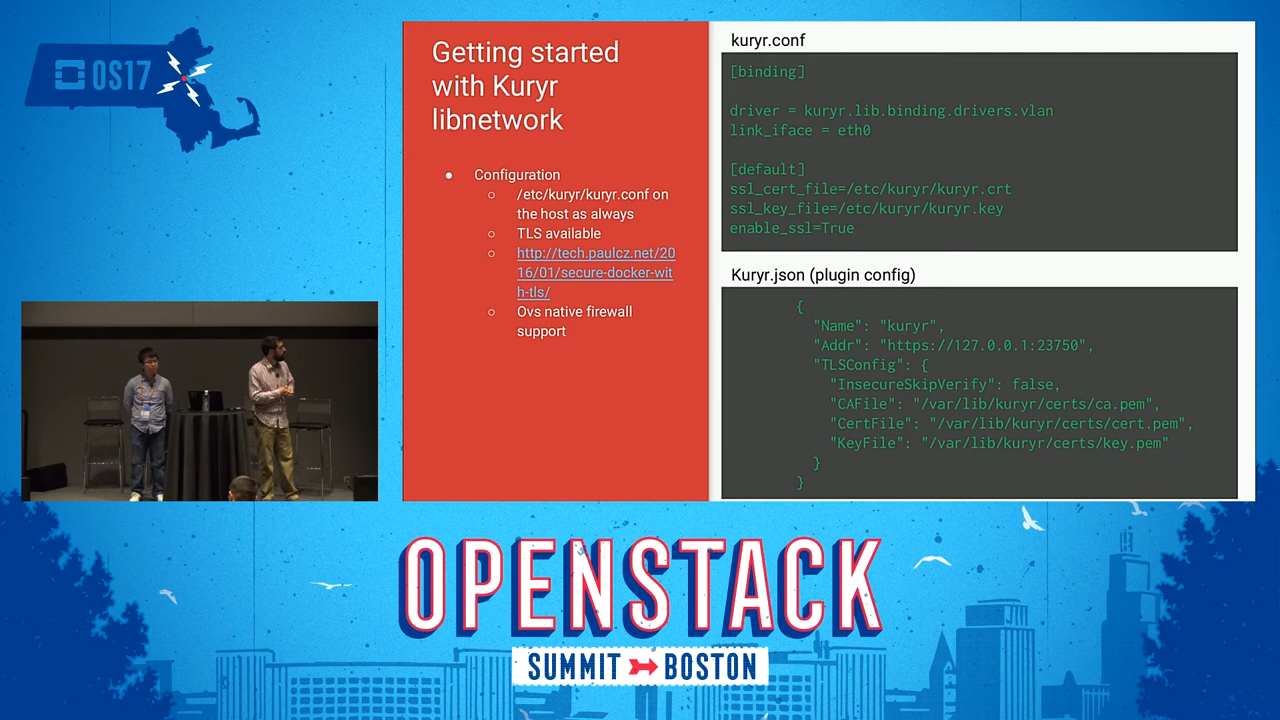 OS17
Getting started
with Kuryr
libnetwork
● Configuration
○ /etc/kuryr/kuryr.conf on
the host as always
○ TLS available
○ http://tech.paulcz.net/20
16/01/secure-docker-wit
h-tls/
○ Ovs native firewall
support
kuryr.conf
[binding]
driver = kuryr.lib.binding.drivers.vlan
link_iface = eth0
[default]
ssl_cert_file=/etc/kuryr/kuryr.crt
ssl_key_file=/etc/kuryr/kuryr.key
enable_ssl=True
Kuryr.json (plugin config)
{
"Name": "kuryr",
"Addr": "https://127.0.0.1:23750",
"TLSConfig": {
"InsecureSkipVerify": false,
"CAFile": "/var/lib/kuryr/certs/ca.pem",
"CertFile": "/var/lib/kuryr/certs/cert.pem",
"KeyFile": "/var/lib/kuryr/certs/key.pem"
}
}
OPENSTACK
SUMMIT BOSTON